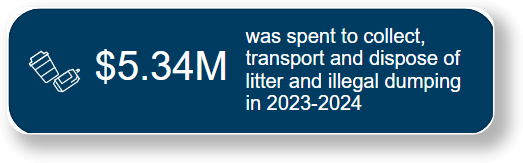 $5.34M
was spent to collect,
transport and dispose of
litter and illegal dumping
in 2023-2024